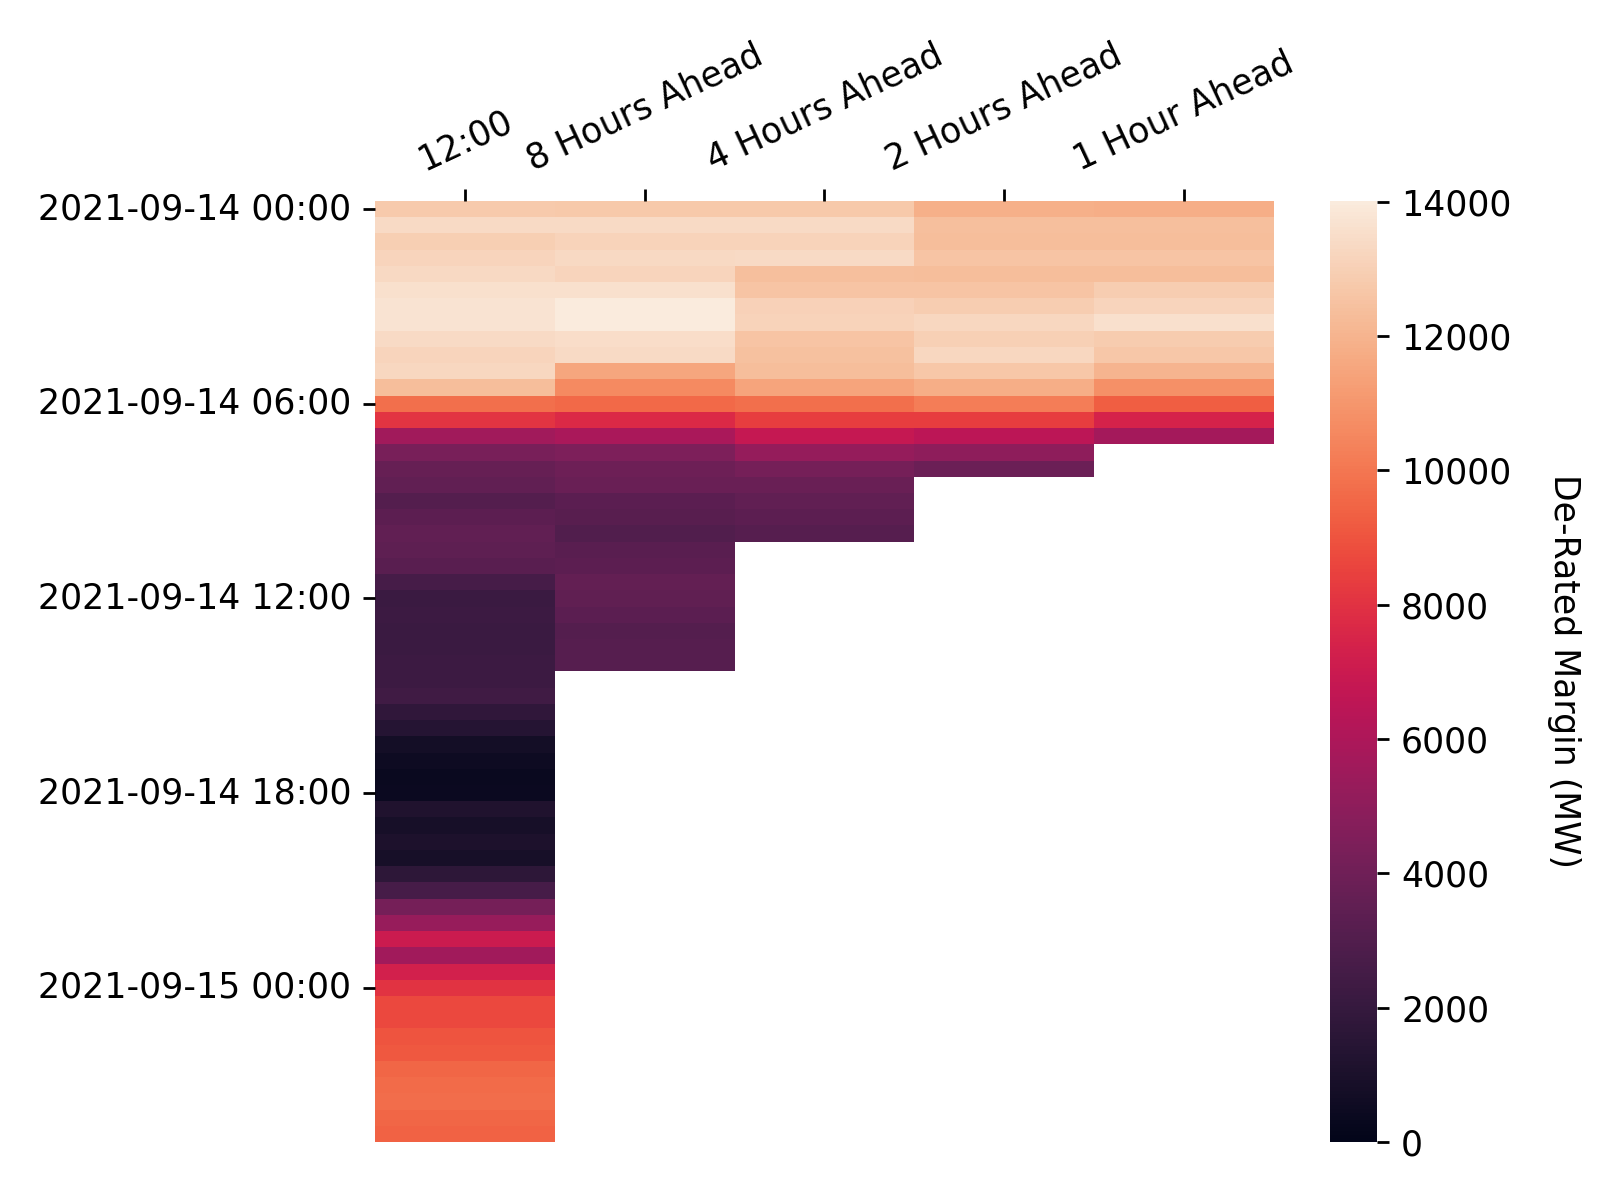 12:00
8 Hours Ahead
4 Hours Ahead
2 Hours Ahead
1 Hour Ahead
2021-09-14 00:00
2021-09-14 06:00
2021-09-14 12:00
2021-09-14 18:00
2021-09-15 00:00
14000
12000
10000
8000
6000
4000
2000
0
De-Rated Margin (MW)